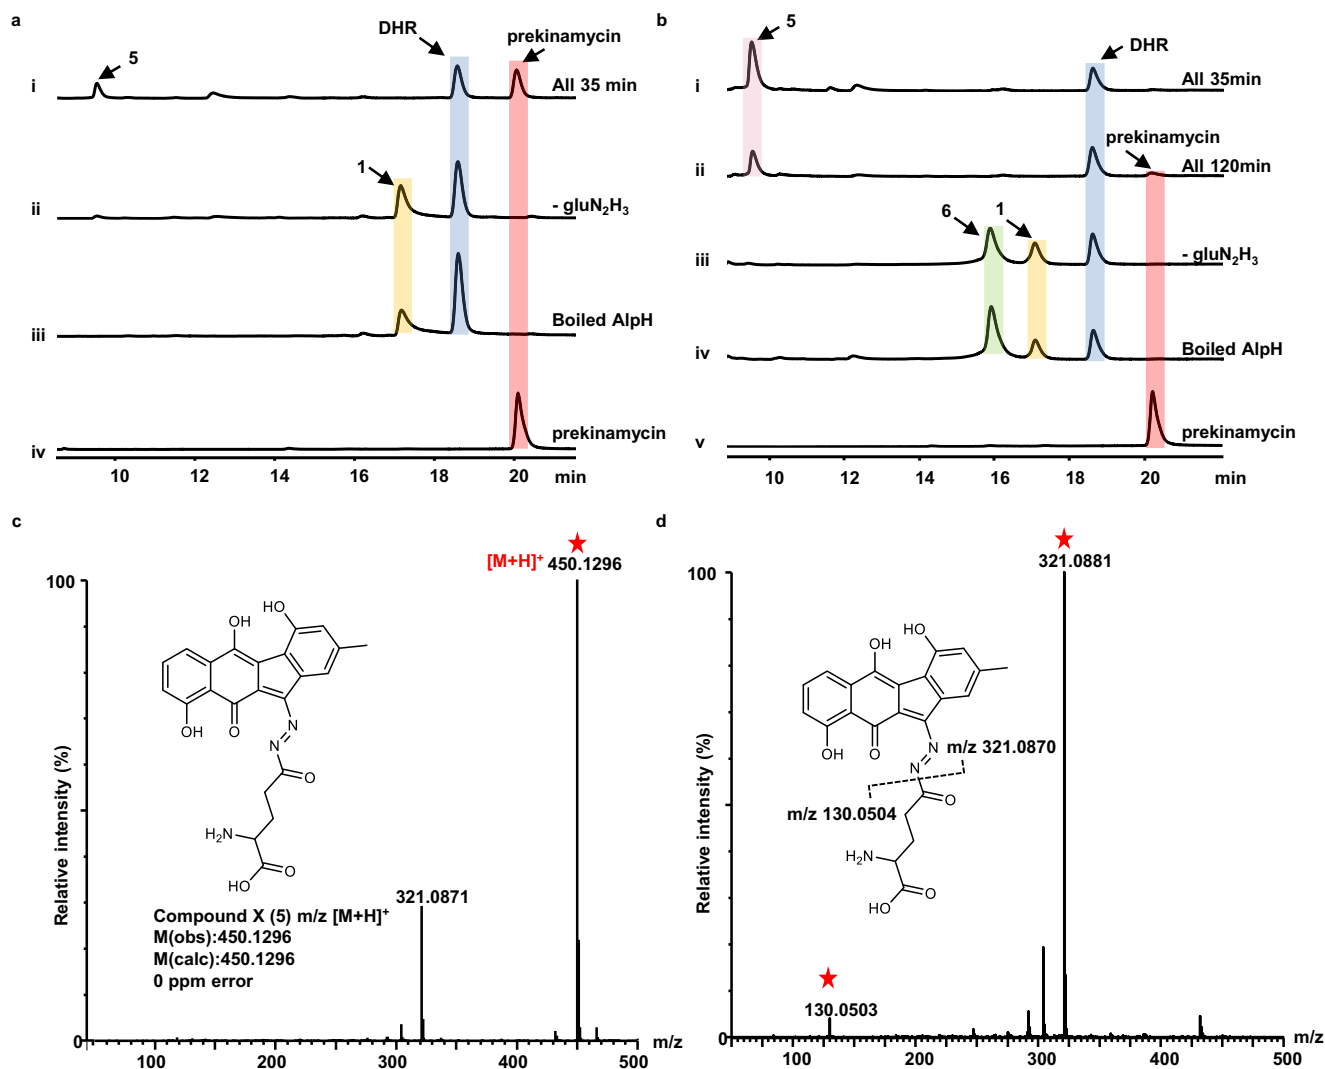 a
DHR
prekinamycin
5
i
All 35 min
1
ii
- gluN₂H₃
iii
Boiled AlpH
iv
prekinamycin
10
12
14
16
18
20
min
b
5
DHR
i
All 35min
prekinamycin
ii
All 120min
6
1
iii
- gluN₂H₃
iv
Boiled AlpH
v
prekinamycin
10
12
14
16
18
20
min
c
[M+H]⁺ 450.1296
100
Relative intensity (%)
HO
OH
OH
O
N
N
O
H₂N
O
HO
321.0871
Compound X (5) m/z [M+H]⁺
M(obs):450.1296
M(calc):450.1296
0 ppm error
0
100
200
300
400
500
m/z
d
321.0881
100
Relative intensity (%)
HO
OH
OH
O
N
m/z 321.0870
N
O
m/z 130.0504
H₂N
O
HO
130.0503
0
100
200
300
400
500
m/z